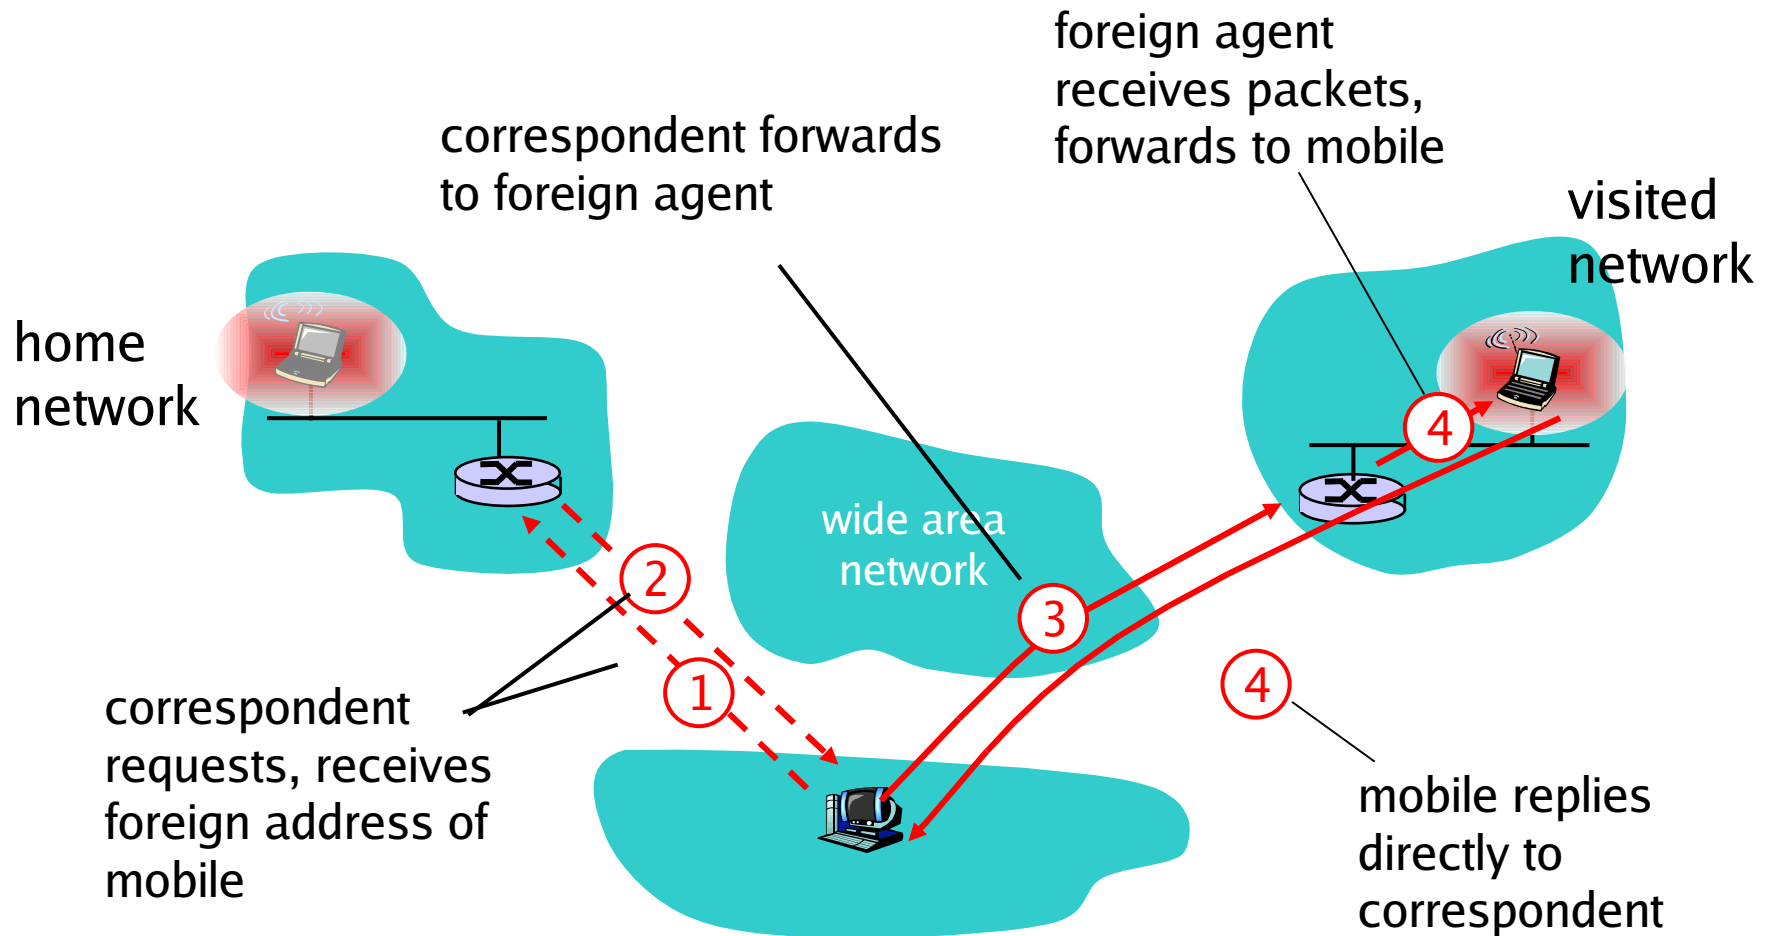 foreign agent
receives packets,
forwards to mobile
correspondent forwards
to foreign agent
visited
network
home
network
4
wide area
network
2
3
1
4
correspondent
requests, receives
foreign address of
mobile
mobile replies
directly to
correspondent